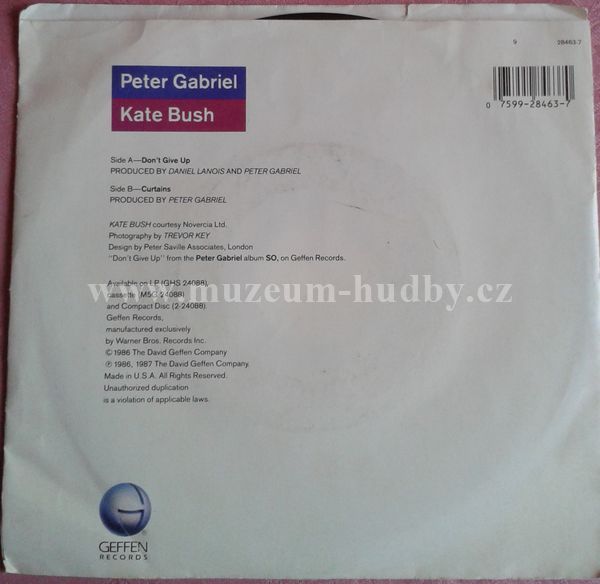 9 28463-7
Peter Gabriel
Kate Bush
0 7599-28463-7
Side A—Don't Give Up
PRODUCED BY DANIEL LANOIS AND PETER GABRIEL
Side B—Curtains
PRODUCED BY PETER GABRIEL
KATE BUSH courtesy Novercia Ltd.
Photography by TREVOR KEY
Design by Peter Saville Associates, London
"Don't Give Up" from the Peter Gabriel album SO, on Geffen Records.
Available on LP (GHS 24088),
cassette (M5G 24088)
and Compact Disc (2-24088).
www.muzeum-hudby.cz
Geffen Records,
manufactured exclusively
by Warner Bros. Records Inc.
© 1986 The David Geffen Company
℗ 1986, 1987 The David Geffen Company.
Made in U.S.A. All Rights Reserved.
Unauthorized duplication
is a violation of applicable laws.
GEFFEN
RECORDS